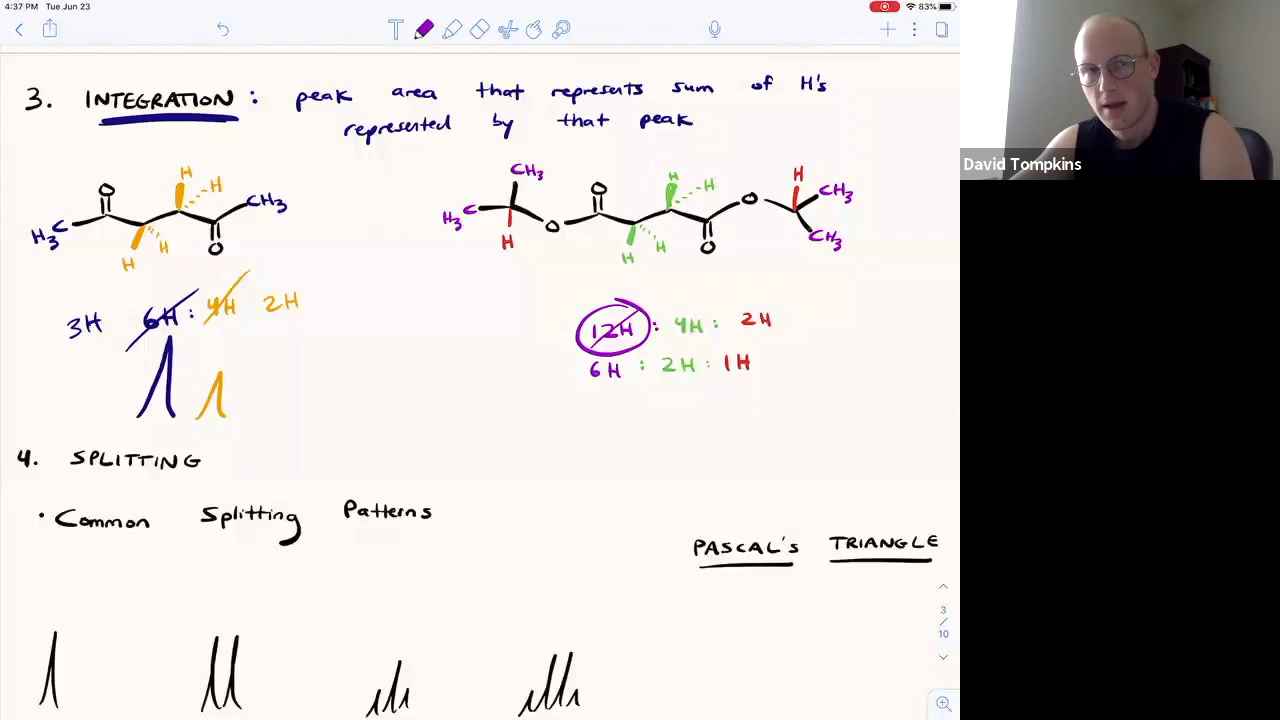 4:37 PM Tue Jun 23
83%
David Tompkins
3. INTEGRATION: peak area that represents sum of H's
represented by that peak
H
H
O
CH3
H3C
O
H
H
CH3
H3C
H
O
O
H
H
H
H
O
O
H
CH3
CH3
3H 6H: 4H 2H
12H: 4H: 2H
6H : 2H: 1H
4. SPLITTING
• Common Splitting Patterns
PASCAL'S TRIANGLE
3
/
10